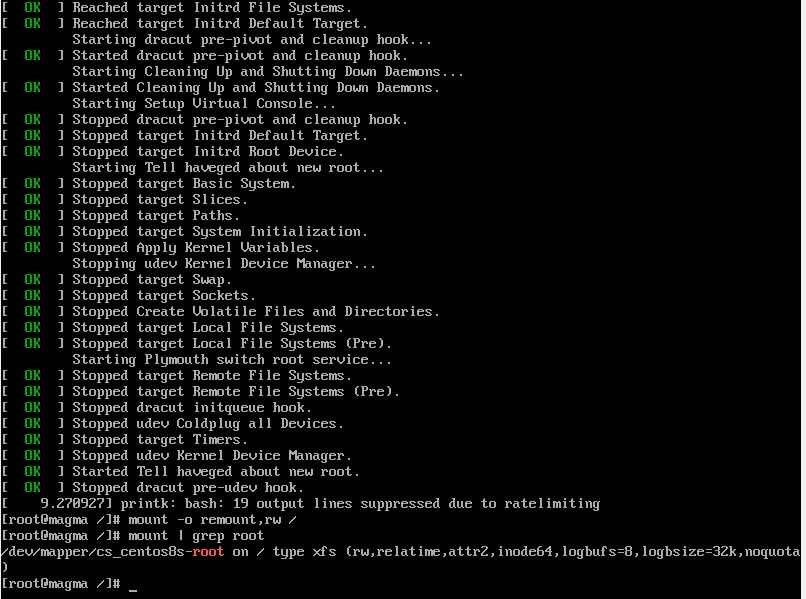 [  OK  ] Reached target Initrd File Systems.
[  OK  ] Reached target Initrd Default Target.
         Starting dracut pre-pivot and cleanup hook...
[  OK  ] Started dracut pre-pivot and cleanup hook.
         Starting Cleaning Up and Shutting Down Daemons...
[  OK  ] Started Cleaning Up and Shutting Down Daemons.
         Starting Setup Virtual Console...
[  OK  ] Stopped dracut pre-pivot and cleanup hook.
[  OK  ] Stopped target Initrd Default Target.
[  OK  ] Stopped target Initrd Root Device.
         Starting Tell haveged about new root...
[  OK  ] Stopped target Basic System.
[  OK  ] Stopped target Slices.
[  OK  ] Stopped target Paths.
[  OK  ] Stopped target System Initialization.
[  OK  ] Stopped Apply Kernel Variables.
         Stopping udev Kernel Device Manager...
[  OK  ] Stopped target Swap.
[  OK  ] Stopped target Sockets.
[  OK  ] Stopped Create Volatile Files and Directories.
[  OK  ] Stopped target Local File Systems.
[  OK  ] Stopped target Local File Systems (Pre).
         Starting Plymouth switch root service...
[  OK  ] Stopped target Remote File Systems.
[  OK  ] Stopped target Remote File Systems (Pre).
[  OK  ] Stopped dracut initqueue hook.
[  OK  ] Stopped udev Coldplug all Devices.
[  OK  ] Stopped target Timers.
[  OK  ] Stopped udev Kernel Device Manager.
[  OK  ] Started Tell haveged about new root.
[  OK  ] Stopped dracut pre-udev hook.
[    9.270927] printk: bash: 19 output lines suppressed due to ratelimiting
[root@magma /]# mount -o remount,rw /
[root@magma /]# mount | grep root
/dev/mapper/cs_centos8s-root on / type xfs (rw,relatime,attr2,inode64,logbufs=8,logbsize=32k,noquota
)
[root@magma /]# _